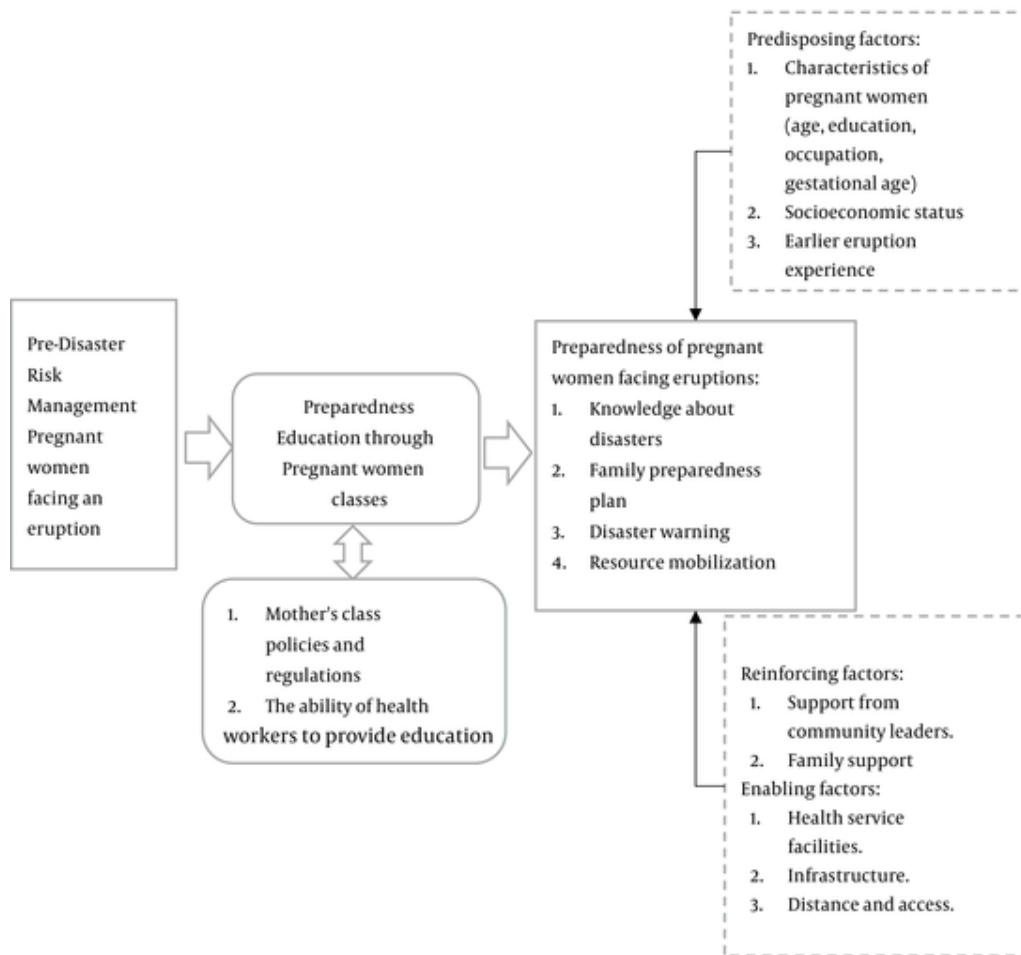 Predisposing factors:
1. Characteristics of
pregnant women
(age, education,
occupation,
gestational age)
2. Socioeconomic status
3. Earlier eruption
experience
Pre-Disaster
Risk
Management
Pregnant
women
facing an
eruption
Preparedness
Education through
Pregnant women
classes
Preparedness of pregnant
women facing eruptions:
1. Knowledge about
disasters
2. Family preparedness
plan
3. Disaster warning
4. Resource mobilization
1. Mother's class
policies and
regulations
2. The ability of health
workers to provide education
Reinforcing factors:
1. Support from
community leaders.
2. Family support
Enabling factors:
1. Health service
facilities.
2. Infrastructure.
3. Distance and access.